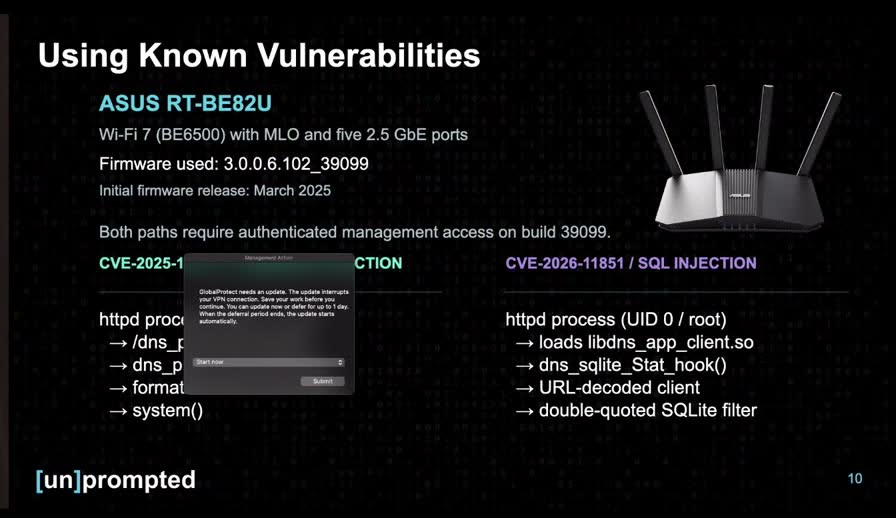 Using Known Vulnerabilities
ASUS RT-BE82U
Wi-Fi 7 (BE6500) with MLO and five 2.5 GbE ports
Firmware used: 3.0.0.6.102_39099
Initial firmware release: March 2025
Both paths require authenticated management access on build 39099.
CVE-2025-1
CTION
httpd proce
→ /dns_p
→ dns_p
→ format
→ system()
Management Action
GlobalProtect needs an update. The update interrupts
your VPN connection. Save your work before you
continue. You can update now or defer for up to 1 day.
When the deferral period ends, the update starts
automatically.
Start now
Submit
CVE-2026-11851 / SQL INJECTION
httpd process (UID 0 / root)
→ loads libdns_app_client.so
→ dns_sqlite_Stat_hook()
→ URL-decoded client
→ double-quoted SQLite filter
[un]prompted
10